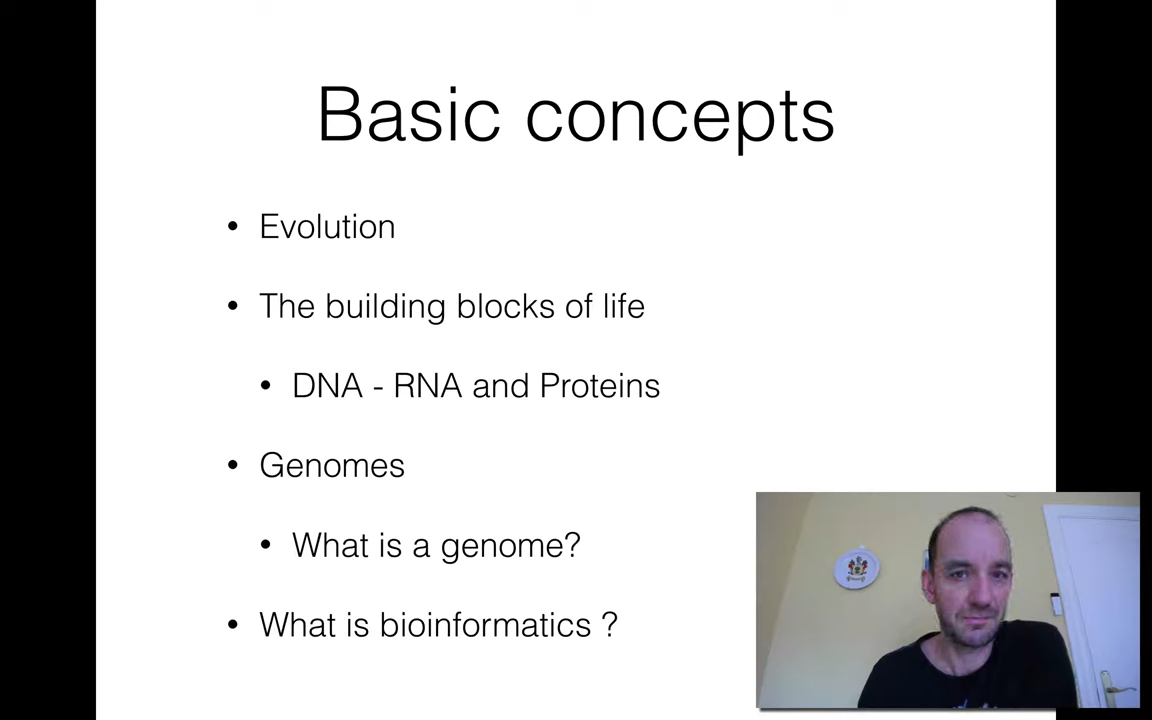 Basic concepts
• Evolution
• The building blocks of life
• DNA - RNA and Proteins
• Genomes
• What is a genome?
• What is bioinformatics ?